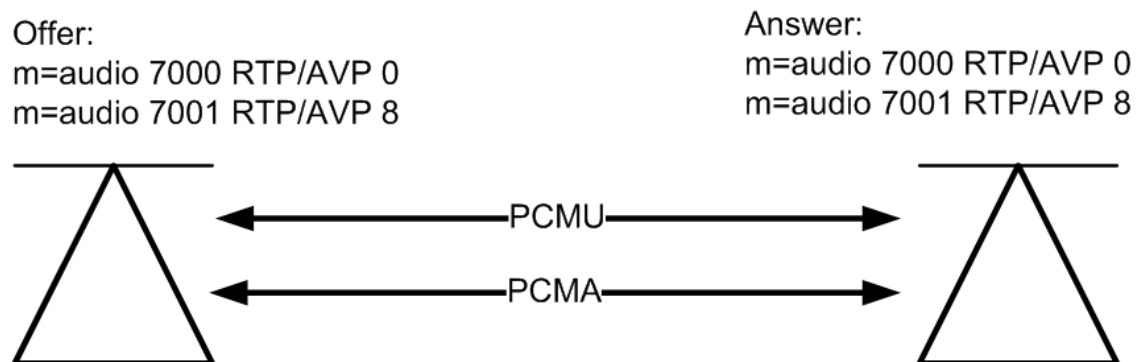 Offer:
m=audio 7000 RTP/AVP 0
m=audio 7001 RTP/AVP 8
Answer:
m=audio 7000 RTP/AVP 0
m=audio 7001 RTP/AVP 8
PCMU
PCMA